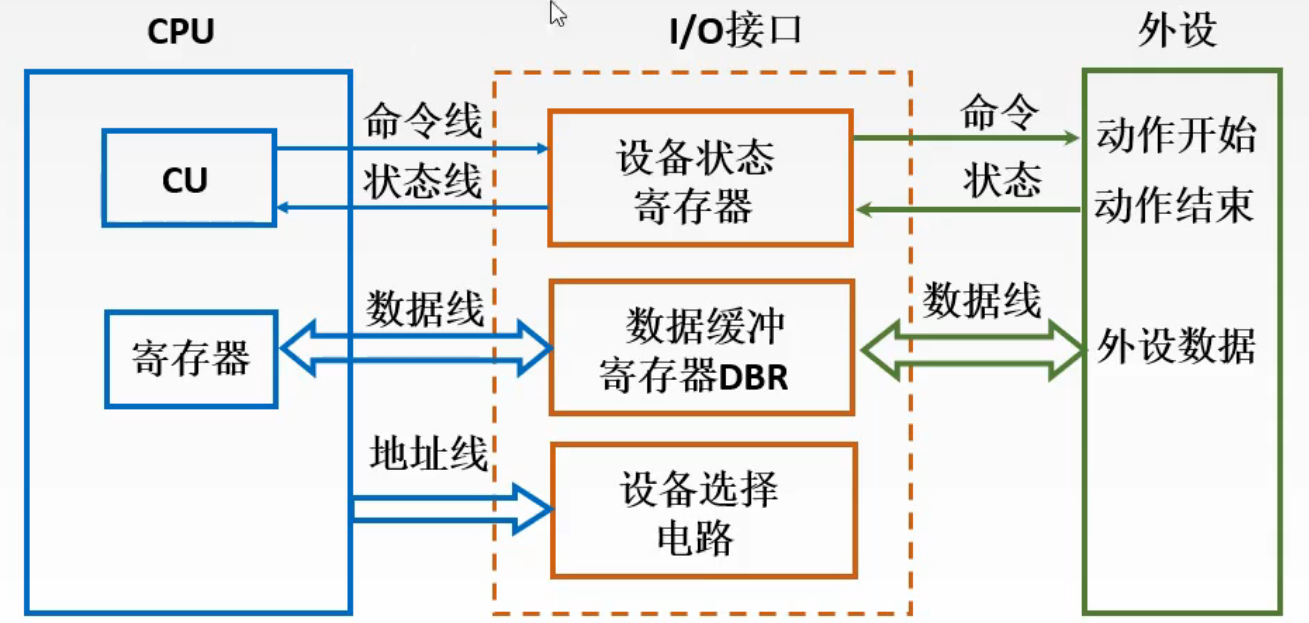 CPU
I/O接口
外设
命令线
命令
CU
设备状态
寄存器
动作开始
状态线
状态
动作结束
数据线
数据线
寄存器
数据缓冲
寄存器DBR
外设数据
地址线
设备选择
电路